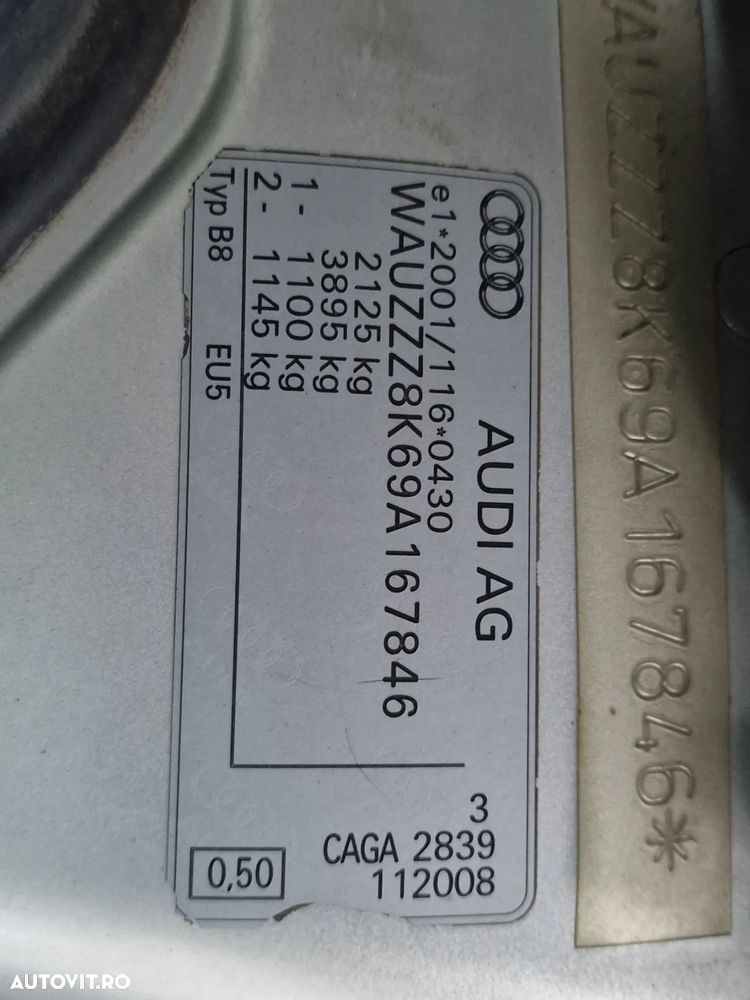 AUDI AG
e1*2001/116*0430
WAUZZZ8K69A167846
2125 kg
3895 kg
1- 1100 kg
2- 1145 kg
Typ B8 EU5
3
CAGA 2839
112008
0,50
AUZZZ8K69A167846*
AUTOVIT.RO